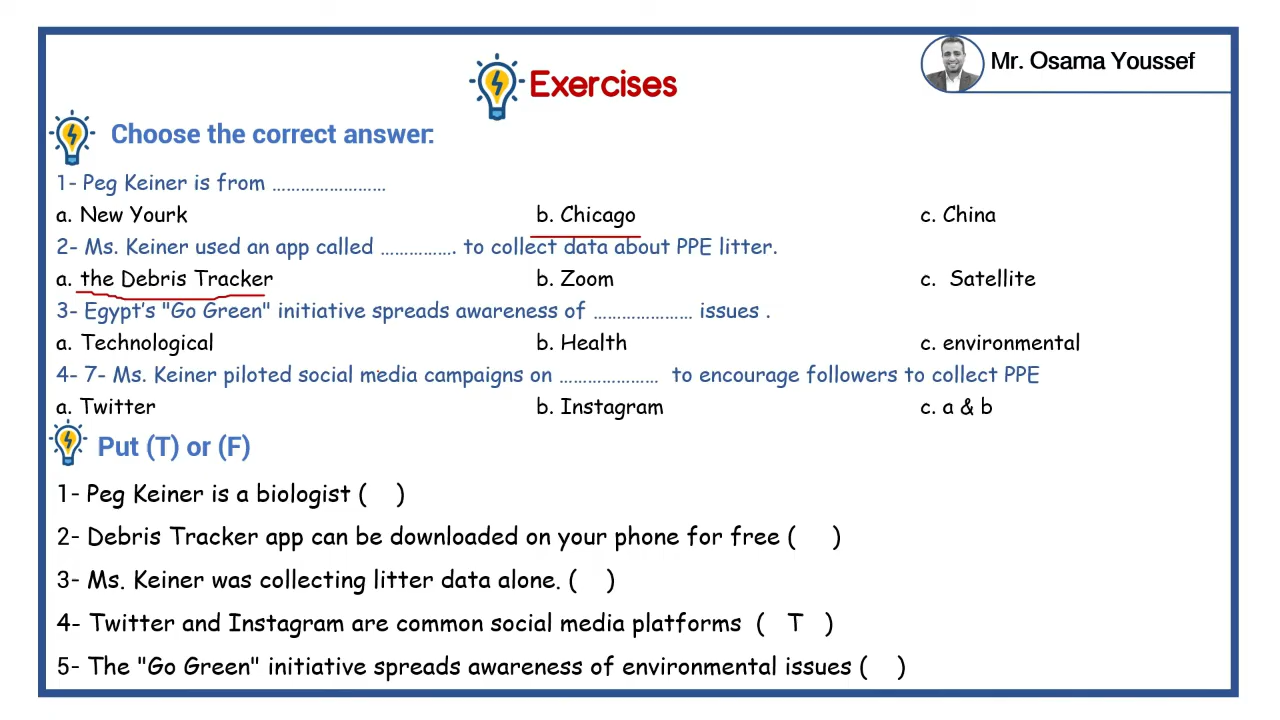 Mr. Osama Youssef
Exercises
Choose the correct answer:
1- Peg Keiner is from ........................
a. New Yourk b. Chicago c. China
2- Ms. Keiner used an app called ................ to collect data about PPE litter.
a. the Debris Tracker b. Zoom c. Satellite
3- Egypt's "Go Green" initiative spreads awareness of ..................... issues .
a. Technological b. Health c. environmental
4- 7- Ms. Keiner piloted social media campaigns on ..................... to encourage followers to collect PPE
a. Twitter b. Instagram c. a & b
Put (T) or (F)
1- Peg Keiner is a biologist ( )
2- Debris Tracker app can be downloaded on your phone for free ( )
3- Ms. Keiner was collecting litter data alone. ( )
4- Twitter and Instagram are common social media platforms ( T )
5- The "Go Green" initiative spreads awareness of environmental issues ( )